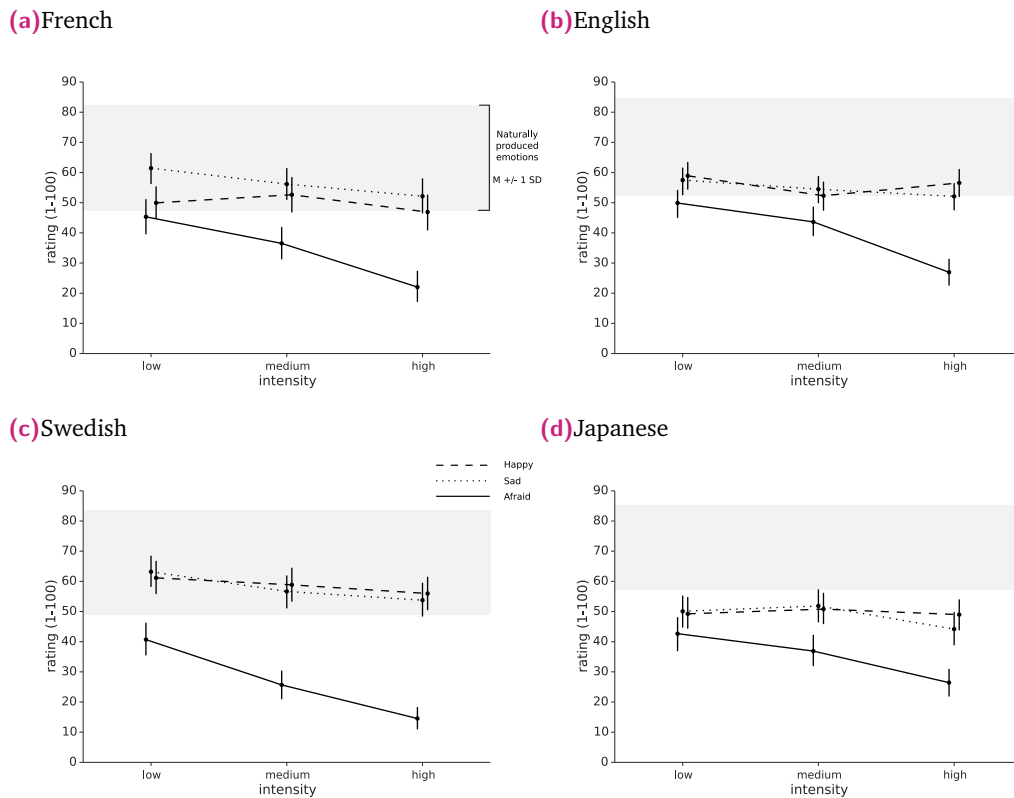 (a)French
90
80
70
60
50
40
30
20
10
0
rating (1-100)
low
medium
high
intensity
Naturally
produced
emotions
M +/- 1 SD
(b)English
90
80
70
60
50
40
30
20
10
0
rating (1-100)
low
medium
high
intensity
(c)Swedish
Happy
Sad
Afraid
90
80
70
60
50
40
30
20
10
0
rating (1-100)
low
medium
high
intensity
(d)Japanese
90
80
70
60
50
40
30
20
10
0
rating (1-100)
low
medium
high
intensity